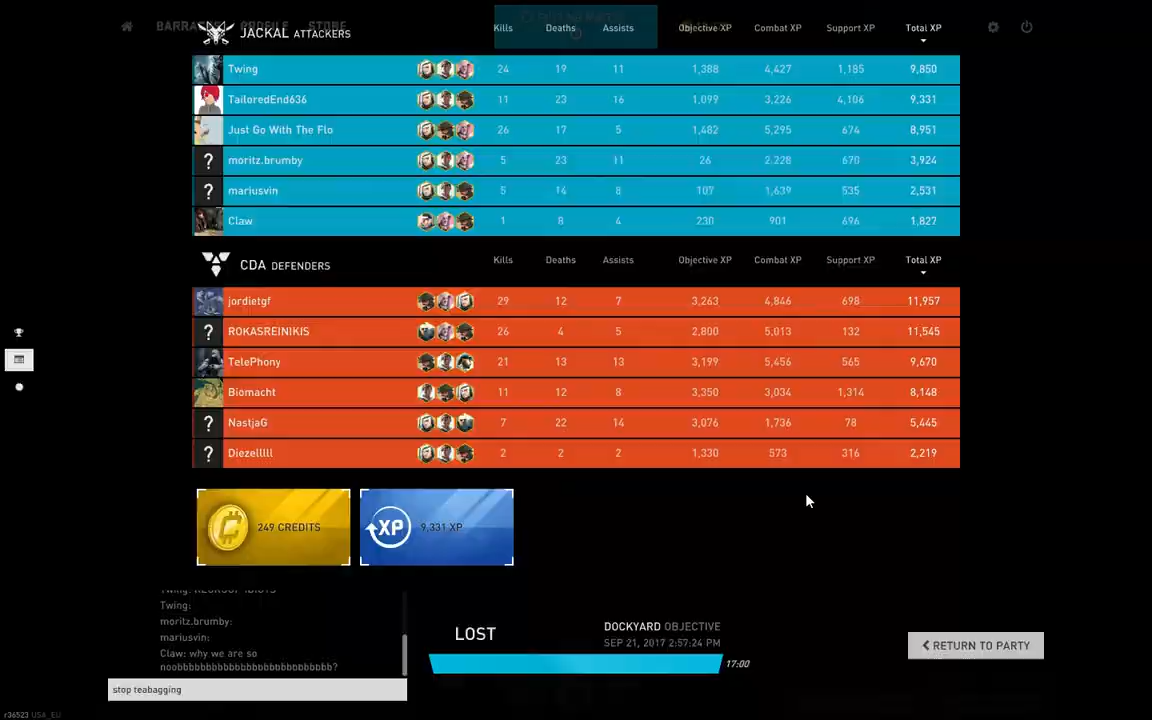 BARRA PROFILE STORE
JACKAL ATTACKERS Kills Deaths Assists Objective XP Combat XP Support XP Total XP
Twing 24 19 11 1,388 4,427 1,185 9,850
TailoredEnd636 11 23 16 1,099 3,226 4,106 9,331
Just Go With The Flo 26 17 5 1,482 5,295 674 8,951
? moritz.brumby 5 23 11 26 2,228 670 3,924
? mariusvin 5 14 8 107 1,639 535 2,531
Claw 1 8 4 230 901 696 1,827
CDA DEFENDERS Kills Deaths Assists Objective XP Combat XP Support XP Total XP
jordietgf 29 12 7 3,263 4,846 698 11,957
? ROKASREINIKIS 26 4 5 2,800 5,013 132 11,545
TelePhony 21 13 13 3,199 5,456 565 9,670
Biomacht 11 12 8 3,350 3,034 1,314 8,148
? NastjaG 7 22 14 3,076 1,736 78 5,445
? Diezelllll 2 2 2 1,330 573 316 2,219
249 CREDITS XP 9,331 XP
Twing: REGROUP IDIOTS
Twing:
moritz.brumby:
mariusvin:
Claw: why we are so
noobbbbbbbbbbbbbbbbbbbbbbbbbb?
stop teabagging
LOST
DOCKYARD OBJECTIVE
SEP 21, 2017 2:57:24 PM
17:00
RETURN TO PARTY
r36523 USA_EU